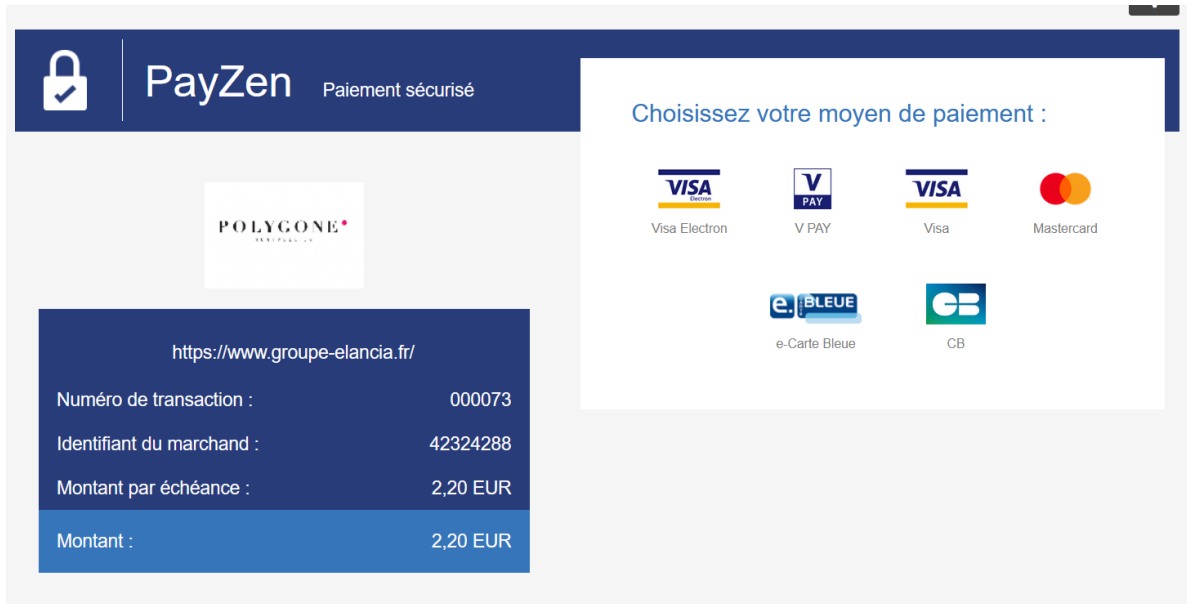 PayZen Paiement sécurisé
Choisissez votre moyen de paiement :
VISA
Electron
V
PAY
VISA
Visa Electron V PAY Visa Mastercard
POLYGONE
e. BLEUE
CB
e-Carte Bleue CB
https://www.groupe-elancia.fr/
Numéro de transaction : 000073
Identifiant du marchand : 42324288
Montant par échéance : 2,20 EUR
Montant : 2,20 EUR